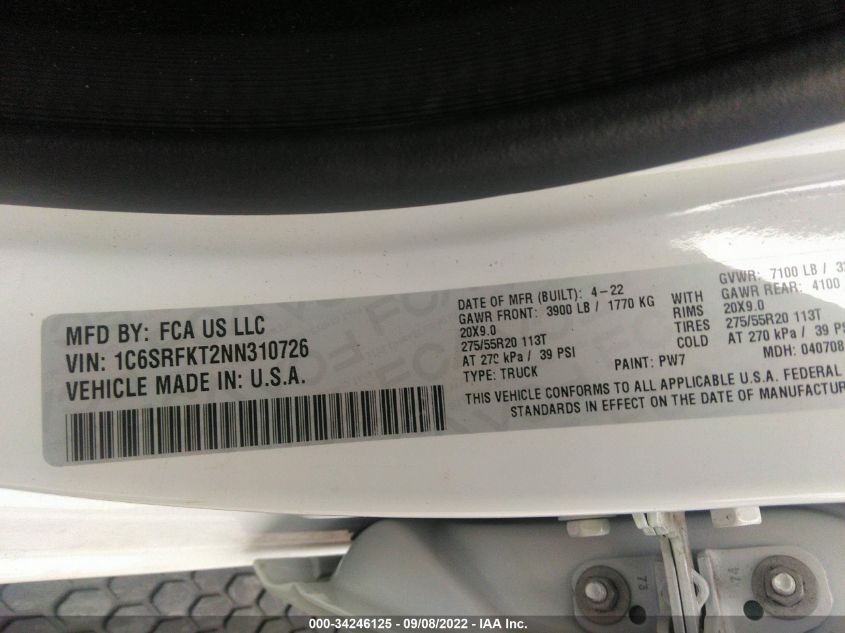 MFD BY: FCA US LLC
VIN: 1C6SRFKT2NN310726
VEHICLE MADE IN: U.S.A.
DATE OF MFR (BUILT): 4-22
GAWR FRONT: 3900 LB / 1770 KG
20X9.0
275/55R20 113T
AT 270 kPa / 39 PSI
TYPE: TRUCK
WITH
RIMS
TIRES
COLD
PAINT: PW7
GVWR: 7100 LB /
GAWR REAR: 4100
20X9.0
275/55R20 113T
AT 270 kPa / 39 PS
MDH: 040708
THIS VEHICLE CONFORMS TO ALL APPLICABLE U.S.A. FEDERAL
STANDARDS IN EFFECT ON THE DATE OF MANUFACTUR
73
74
000-34246125 - 09/08/2022 - IAA Inc.